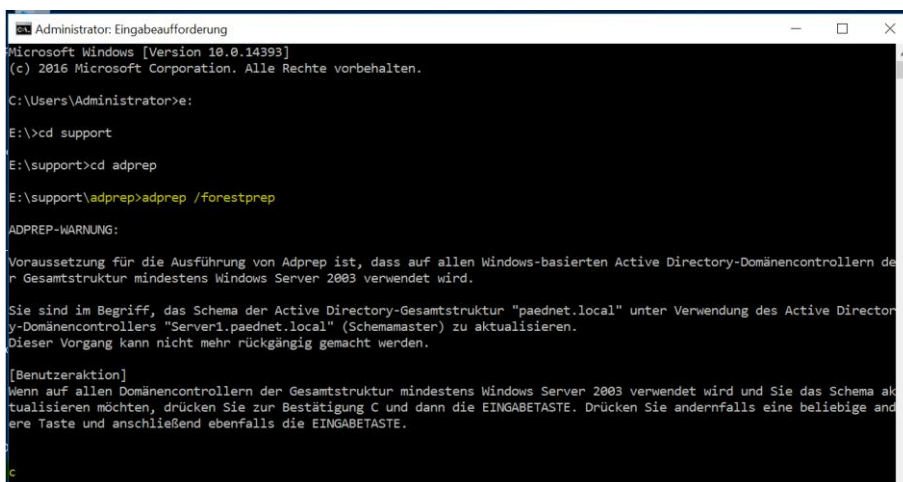 Administrator: Eingabeaufforderung
Microsoft Windows [Version 10.0.14393]
(c) 2016 Microsoft Corporation. Alle Rechte vorbehalten.
C:\Users\Administrator>e:
E:\>cd support
E:\support>cd adprep
E:\support\adprep>adprep /forestprep
ADPREP-WARNUNG:
Voraussetzung für die Ausführung von Adprep ist, dass auf allen Windows-basierten Active Directory-Domänencontrollern de
r Gesamtstruktur mindestens Windows Server 2003 verwendet wird.
Sie sind im Begriff, das Schema der Active Directory-Gesamtstruktur "paednet.local" unter Verwendung des Active Director
y-Domänencontrollers "Server1.paednet.local" (Schemamaster) zu aktualisieren.
Dieser Vorgang kann nicht mehr rückgängig gemacht werden.
[Benutzeraktion]
Wenn auf allen Domänencontrollern der Gesamtstruktur mindestens Windows Server 2003 verwendet wird und Sie das Schema ak
tualisieren möchten, drücken Sie zur Bestätigung C und dann die EINGABETASTE. Drücken Sie andernfalls eine beliebige and
ere Taste und anschließend ebenfalls die EINGABETASTE.
c